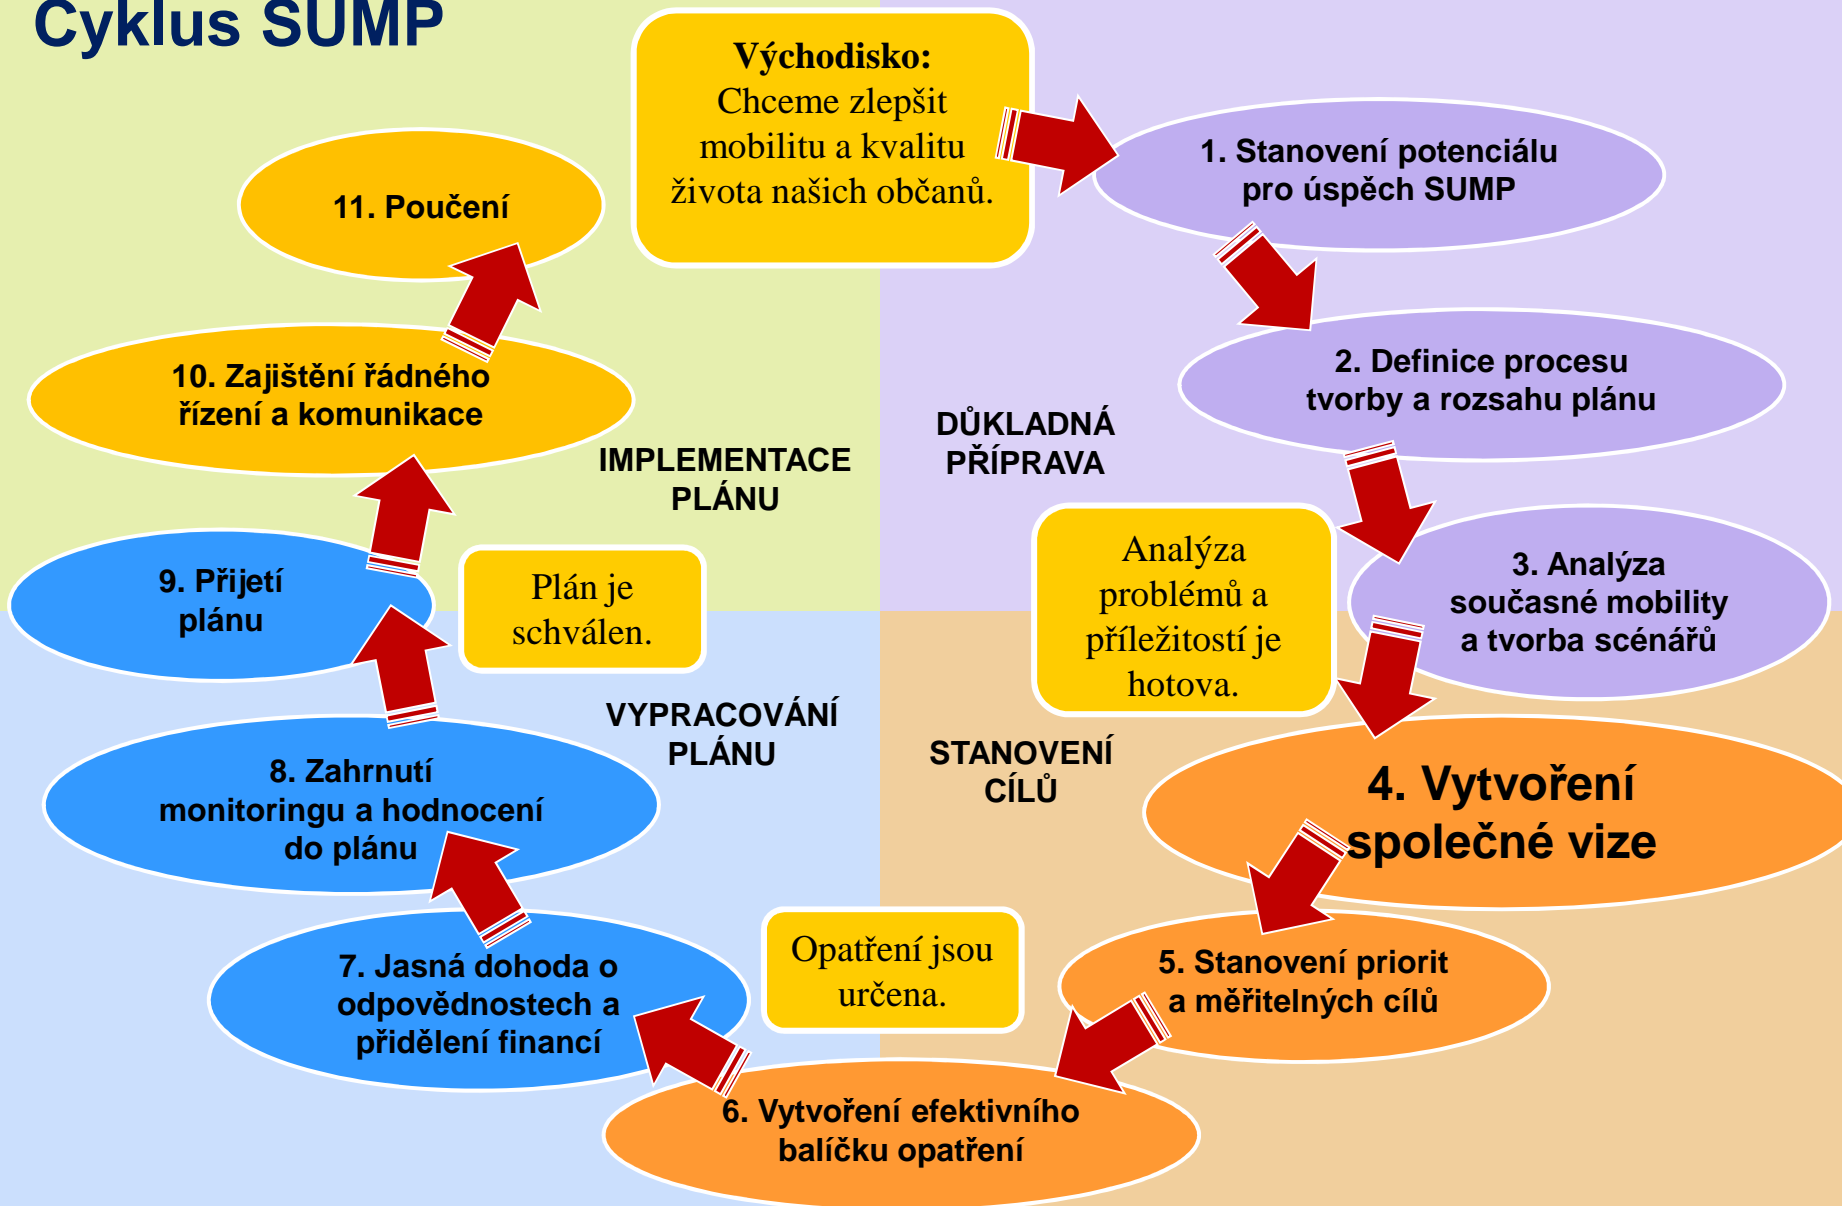 Cyklus SUMP
Východisko:
Chceme zlepšit
mobilitu a kvalitu
života našich občanů.
1. Stanovení potenciálu
pro úspěch SUMP
2. Definice procesu
tvorby a rozsahu plánu
DŮKLADNÁ
PŘÍPRAVA
3. Analýza
současné mobility
a tvorba scénářů
Analýza
problémů a
příležitostí je
hotova.
4. Vytvoření
společné vize
STANOVENÍ
CÍLŮ
5. Stanovení priorit
a měřitelných cílů
6. Vytvoření efektivního
balíčku opatření
Opatření jsou
určena.
7. Jasná dohoda o
odpovědnostech a
přidělení financí
8. Zahrnutí
monitoringu a hodnocení
do plánu
VYPRACOVÁNÍ
PLÁNU
9. Přijetí
plánu
Plán je
schválen.
IMPLEMENTACE
PLÁNU
10. Zajištění řádného
řízení a komunikace
11. Poučení